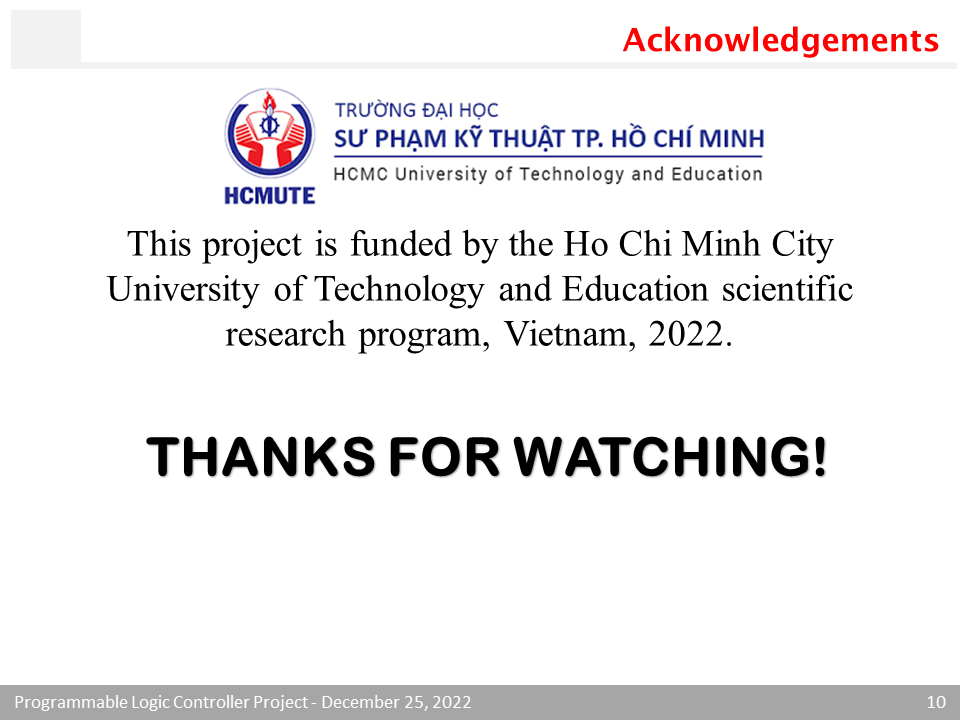 Acknowledgements
TRƯỜNG ĐẠI HỌC
SƯ PHẠM KỸ THUẬT TP. HỒ CHÍ MINH
HCMC University of Technology and Education
HCMUTE
This project is funded by the Ho Chi Minh City
University of Technology and Education scientific
research program, Vietnam, 2022.
THANKS FOR WATCHING!
Programmable Logic Controller Project - December 25, 2022
10